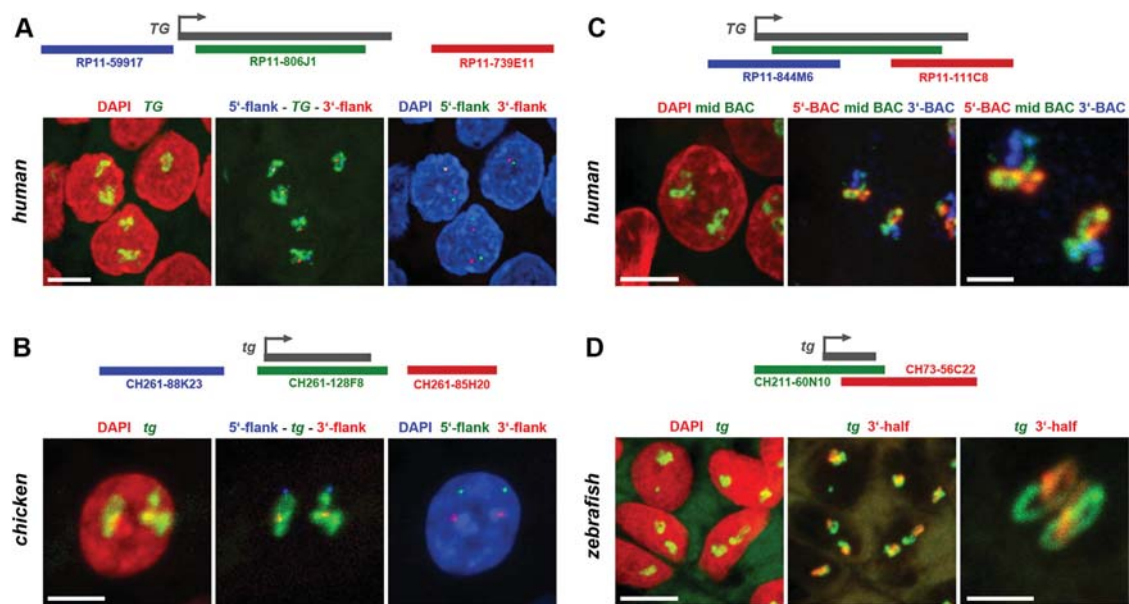 A
TG
RP11-59917
RP11-806J1
RP11-739E11
DAPI TG
5'-flank - TG - 3'-flank
DAPI 5'-flank 3'-flank
human
B
tg
CH261-88K23
CH261-128F8
CH261-85H20
DAPI tg
5'-flank - tg - 3'-flank
DAPI 5'-flank 3'-flank
chicken
C
TG
RP11-844M6
RP11-111C8
DAPI mid BAC
5'-BAC mid BAC 3'-BAC
5'-BAC mid BAC 3'-BAC
human
D
tg
CH211-60N10
CH73-56C22
DAPI tg
tg 3'-half
tg 3'-half
zebrafish